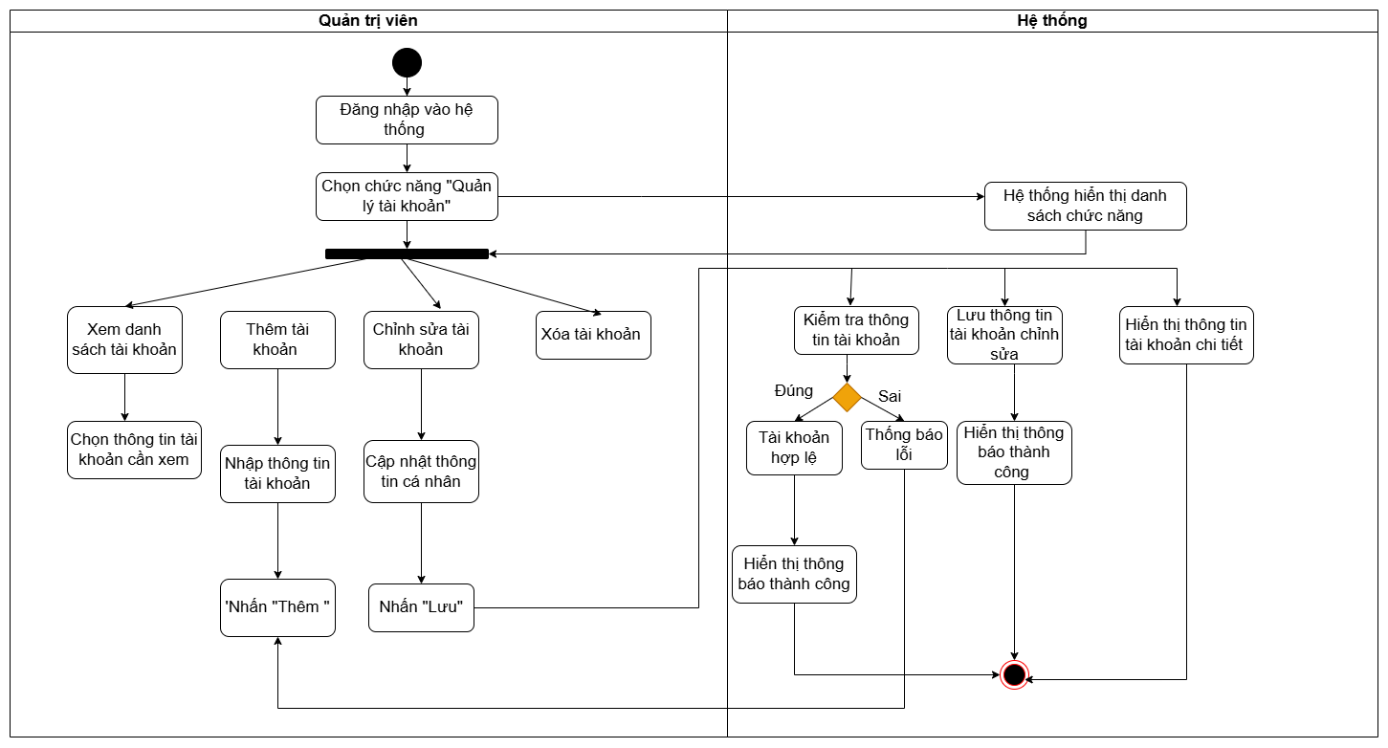 Quản trị viên
Hệ thống
Đăng nhập vào hệ
thống
Chọn chức năng "Quản
lý tài khoản"
Hệ thống hiển thị danh
sách chức năng
Xem danh
sách tài khoản
Thêm tài
khoản
Chỉnh sửa tài
khoản
Xóa tài khoản
Kiểm tra thông
tin tài khoản
Lưu thông tin
tài khoản chỉnh
sửa
Hiển thị thông tin
tài khoản chi tiết
Đúng
Sai
Chọn thông tin tài
khoản cần xem
Nhập thông tin
tài khoản
Cập nhật thông
tin cá nhân
Tài khoản
hợp lệ
Thống báo
lỗi
Hiển thị thông
báo thành
công
Hiển thị thông
báo thành công
'Nhấn "Thêm "
Nhấn "Lưu"